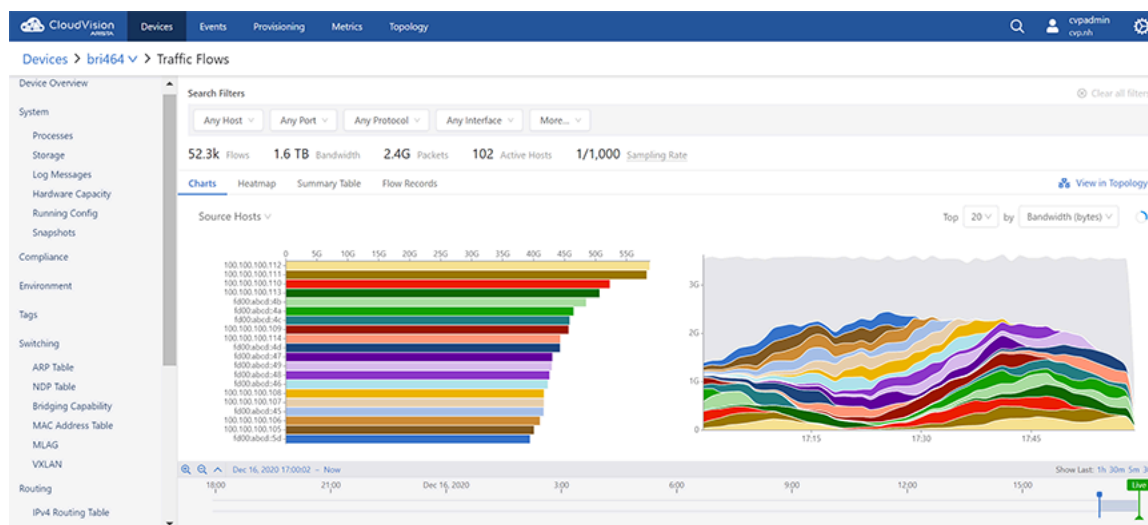 CloudVision
ARISTA
Devices Events Provisioning Metrics Topology
cvpadmin
cvp.nh
Devices > bri464 > Traffic Flows
Device Overview
System
Processes
Storage
Log Messages
Hardware Capacity
Running Config
Snapshots
Compliance
Environment
Tags
Switching
ARP Table
NDP Table
Bridging Capability
MAC Address Table
MLAG
VXLAN
Routing
IPv4 Routing Table
Search Filters
Clear all filters
Any Host Any Port Any Protocol Any Interface More...
52.3k Flows 1.6 TB Bandwidth 2.4G Packets 102 Active Hosts 1/1,000 Sampling Rate
Charts Heatmap Summary Table Flow Records
View in Topology
Source Hosts
Top 20 by Bandwidth (bytes)
0 5G 10G 15G 20G 25G 30G 35G 40G 45G 50G 55G
100.100.100.112
100.100.100.111
100.100.100.110
100.100.100.113
fd00:abcd::4b
fd00:abcd::4a
fd00:abcd::4c
100.100.100.109
100.100.100.114
fd00:abcd::4d
fd00:abcd::47
fd00:abcd::49
fd00:abcd::48
fd00:abcd::46
100.100.100.108
100.100.100.107
fd00:abcd::45
100.100.100.106
100.100.100.105
fd00:abcd::5d
3G
2G
1G
0
17:15 17:30 17:45
Dec 16, 2020 17:00:02 – Now
Show Last: 1h 30m 5m
18:00 21:00 Dec 16, 2020 3:00 6:00 9:00 12:00 15:00
Live